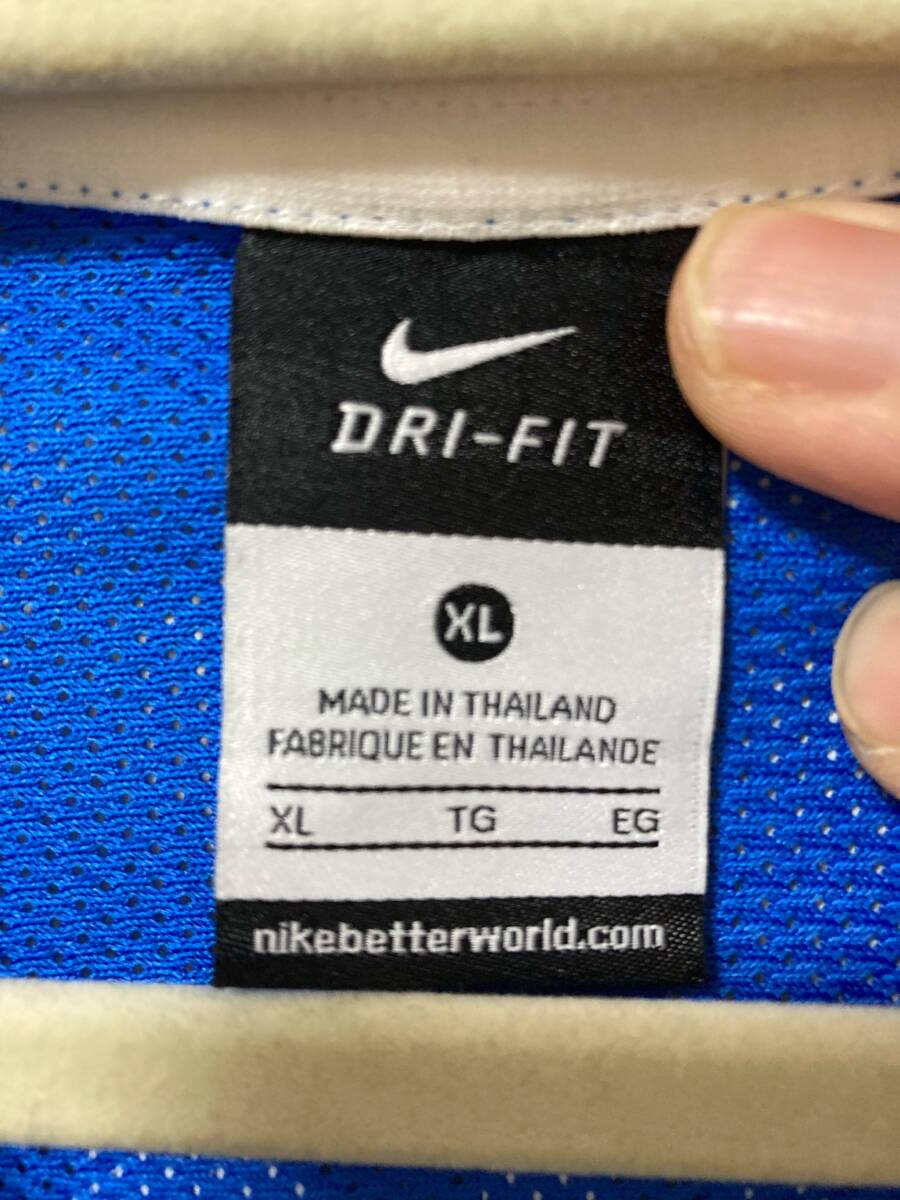 DRI-FIT
XL
MADE IN THAILAND
FABRIQUE EN THAILANDE
XL TG EG
nikebetterworld.com